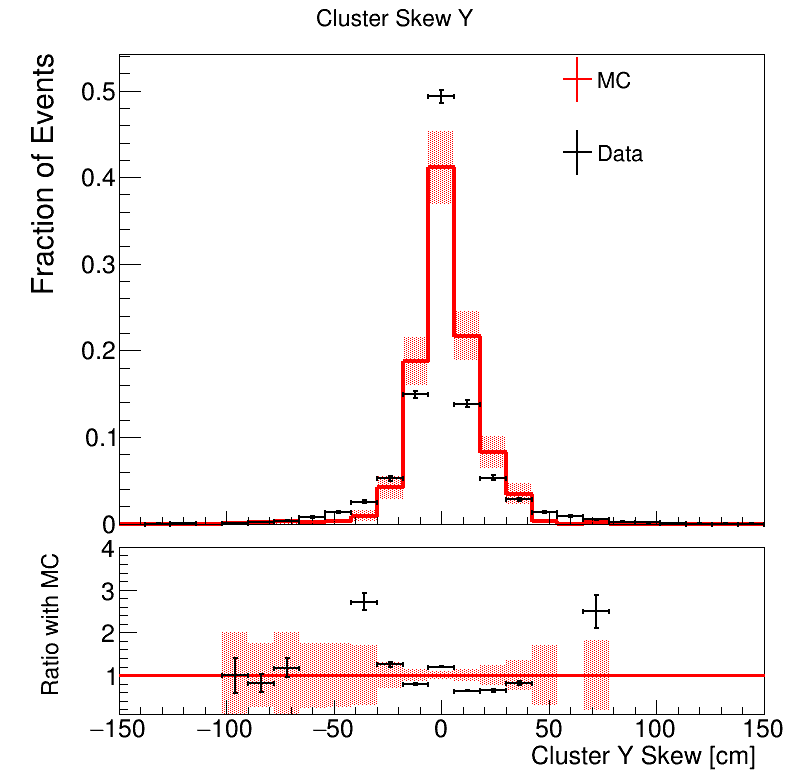 Cluster Skew Y
Fraction of Events
0.5
0.4
0.3
0.2
0.1
0
MC
Data
Ratio with MC
4
3
2
1
−150 −100 −50 0 50 100 150
Cluster Y Skew [cm]